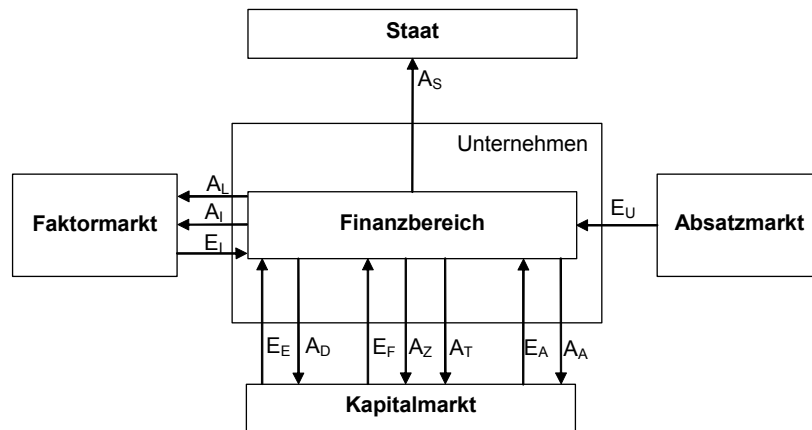 Staat
A_S
Unternehmen
A_L
A_I
E_I
Faktormarkt
Finanzbereich
E_U
Absatzmarkt
E_E
A_D
E_F
A_Z
A_T
E_A
A_A
Kapitalmarkt